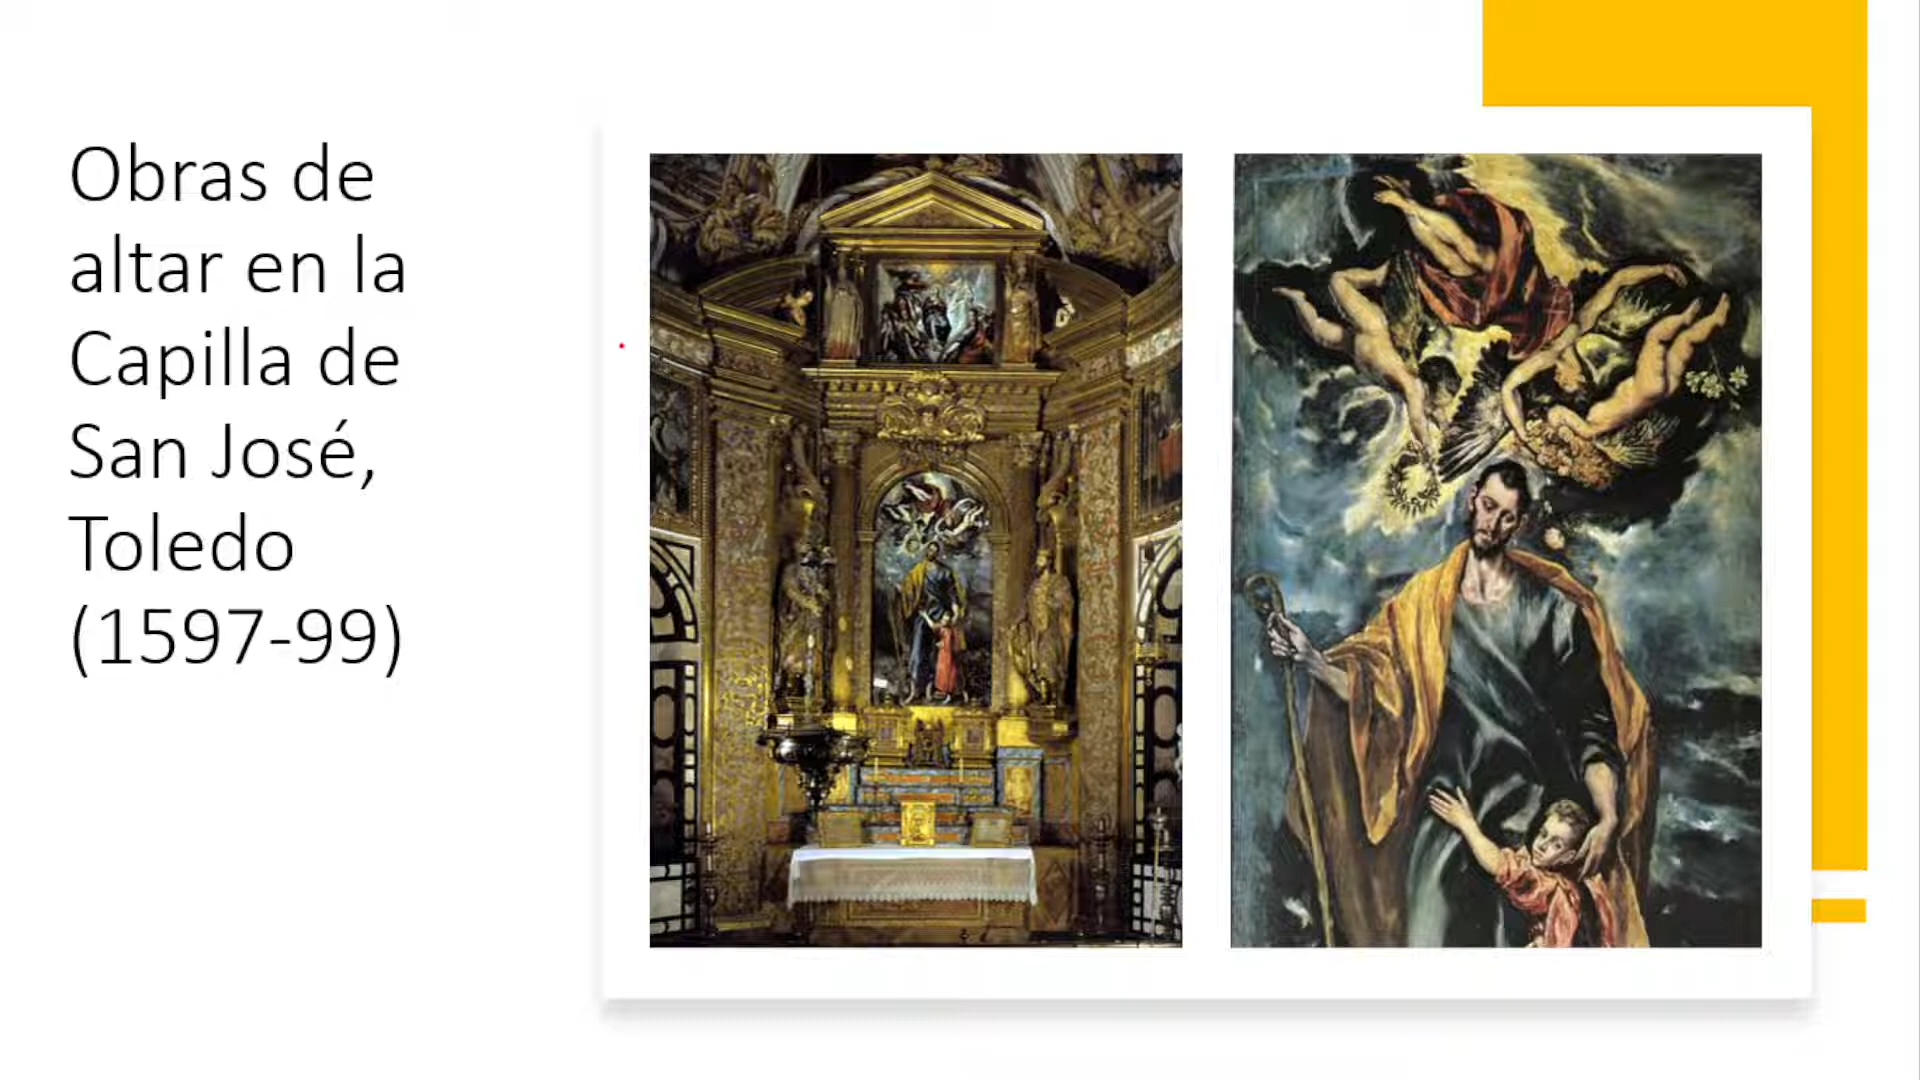 Obras de
altar en la
Capilla de
San José,
Toledo
(1597-99)